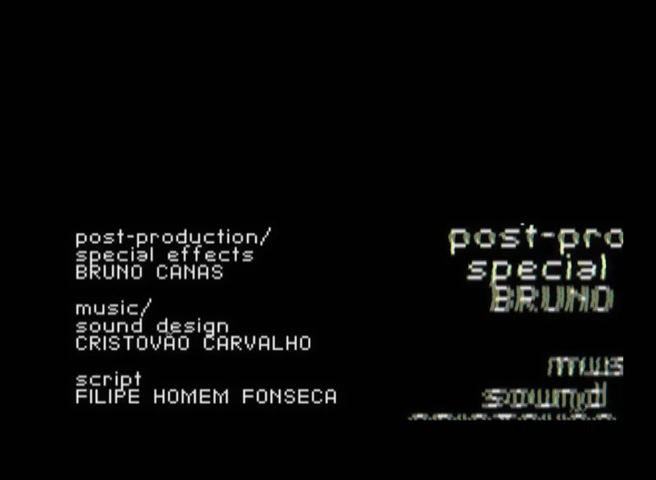 post-production/
special effects
BRUNO CANAS
music/
sound design
CRISTOVÃO CARVALHO
script
FILIPE HOMEM FONSECA
post-pro
special
BRUNO
mus
sound